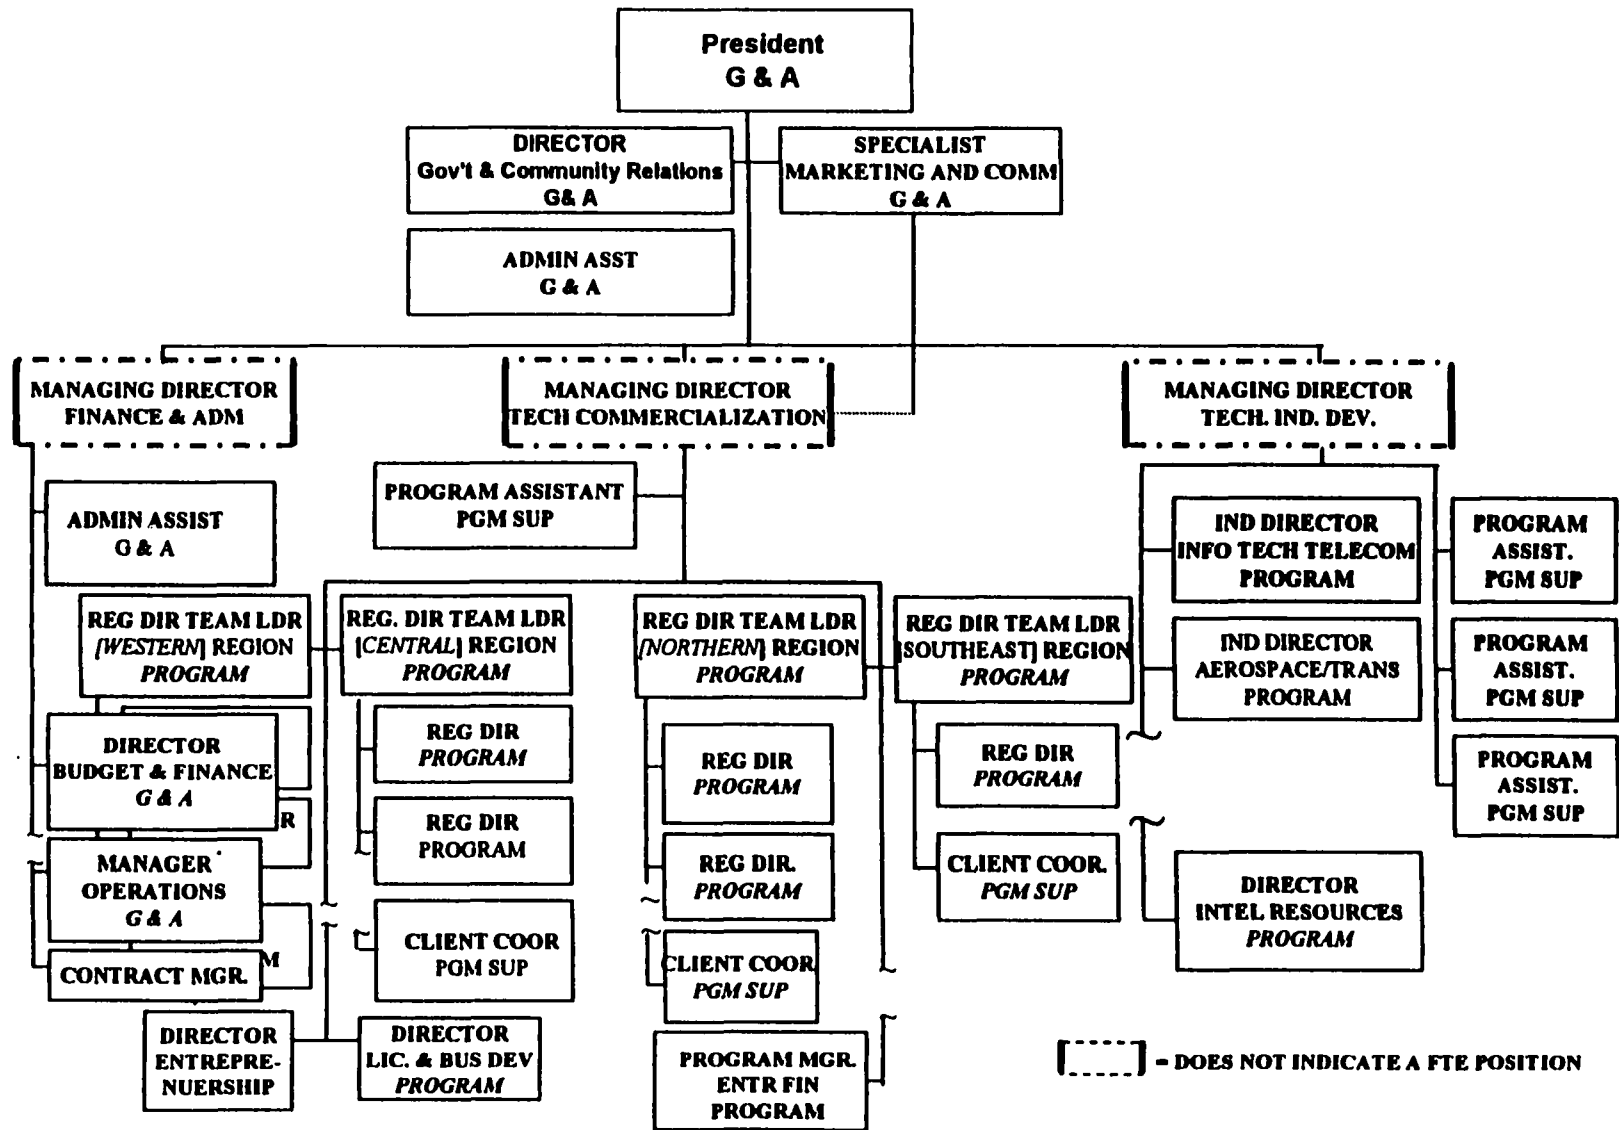 President
G & A
DIRECTOR
Gov't & Community Relations
G& A
SPECIALIST
MARKETING AND COMM
G & A
ADMIN ASST
G & A
MANAGING DIRECTOR
FINANCE & ADM
MANAGING DIRECTOR
TECH COMMERCIALIZATION
MANAGING DIRECTOR
TECH. IND. DEV.
ADMIN ASSIST
G & A
PROGRAM ASSISTANT
PGM SUP
IND DIRECTOR
INFO TECH TELECOM
PROGRAM
PROGRAM
ASSIST.
PGM SUP
REG DIR TEAM LDR
[WESTERN] REGION
PROGRAM
REG. DIR TEAM LDR
[CENTRAL] REGION
PROGRAM
REG DIR TEAM LDR
[NORTHERN] REGION
PROGRAM
REG DIR TEAM LDR
[SOUTHEAST] REGION
PROGRAM
IND DIRECTOR
AEROSPACE/TRANS
PROGRAM
PROGRAM
ASSIST.
PGM SUP
DIRECTOR
BUDGET & FINANCE
G & A
R
REG DIR
PROGRAM
REG DIR
PROGRAM
REG DIR
PROGRAM
PROGRAM
ASSIST.
PGM SUP
REG DIR
PROGRAM
MANAGER
OPERATIONS
G & A
REG DIR.
PROGRAM
CLIENT COOR.
PGM SUP
DIRECTOR
INTEL RESOURCES
PROGRAM
CONTRACT MGR.
M
CLIENT COOR
PGM SUP
CLIENT COOR
PGM SUP
DIRECTOR
ENTREPRE-
NUERSHIP
DIRECTOR
LIC. & BUS DEV
PROGRAM
PROGRAM MGR.
ENTR FIN
PROGRAM
= DOES NOT INDICATE A FTE POSITION